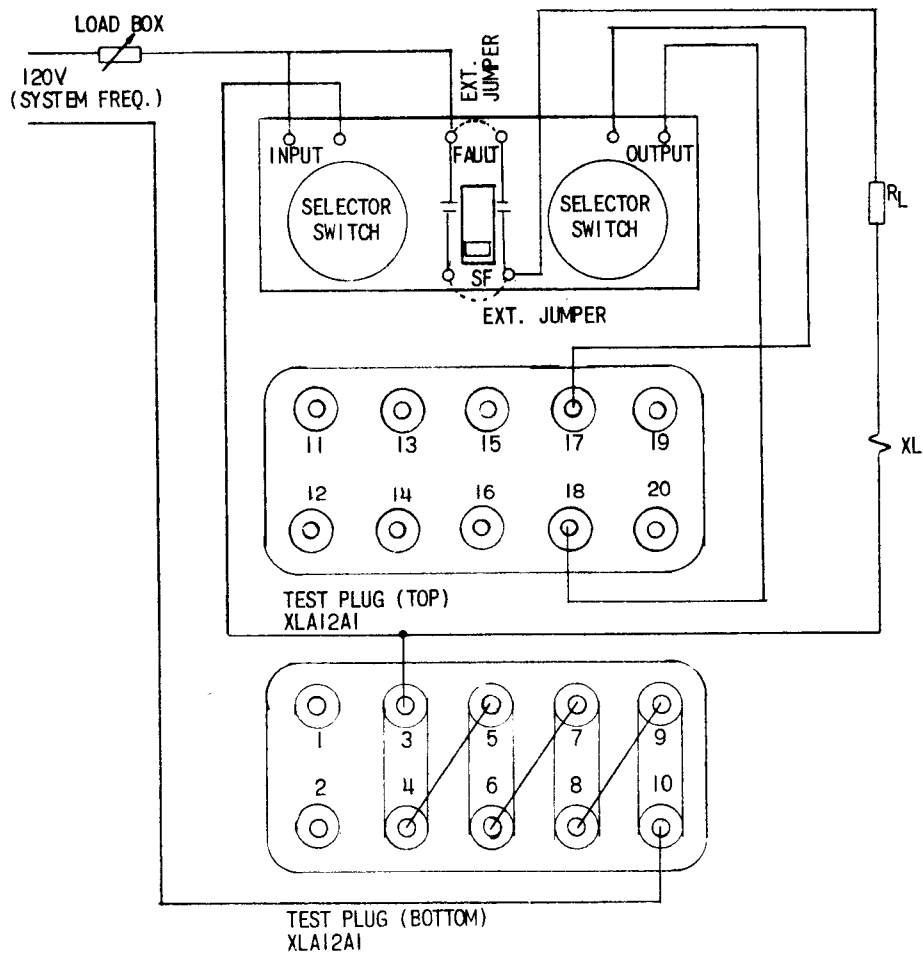 LOAD BOX
120V
(SYSTEM FREQ.)
EXT.
JUMPER
INPUT
FAULT
OUTPUT
SELECTOR
SWITCH
SELECTOR
SWITCH
SF
EXT. JUMPER
RL
XL
11 13 15 17 19
12 14 16 18 20
TEST PLUG (TOP)
XLA12A1
1 3 5 7 9
2 4 6 8 10
TEST PLUG (BOTTOM)
XLA12A1